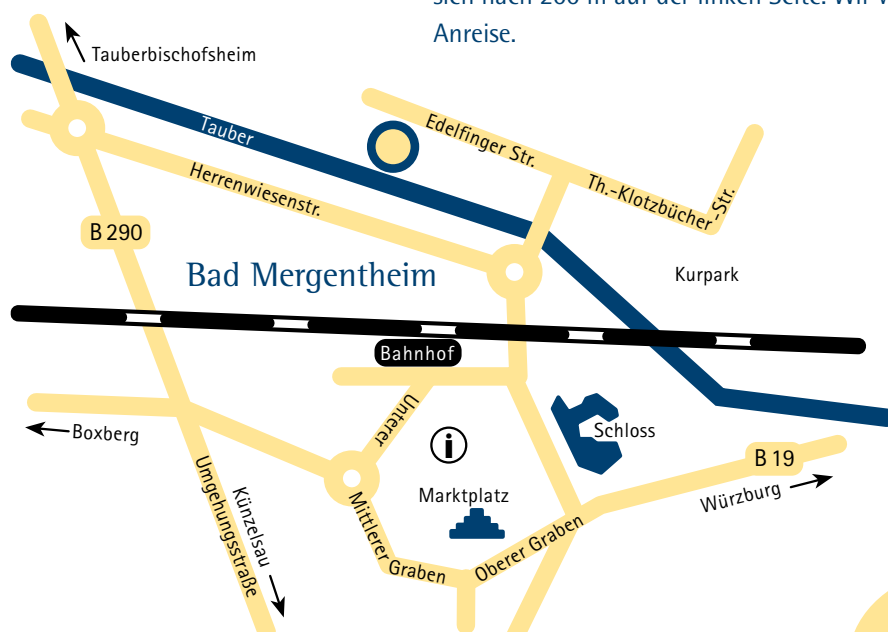 Anreise.
Tauberbischofsheim
Tauber
Edelfinger Str.
Th.-Klotzbücher-Str.
Herrenwiesenstr.
B 290
Bad Mergentheim
Kurpark
Bahnhof
Unterer
i
Schloss
Boxberg
B 19
Würzburg
Marktplatz
Umgehungsstraße
Künzelsau
Mittlerer Graben
Oberer Graben